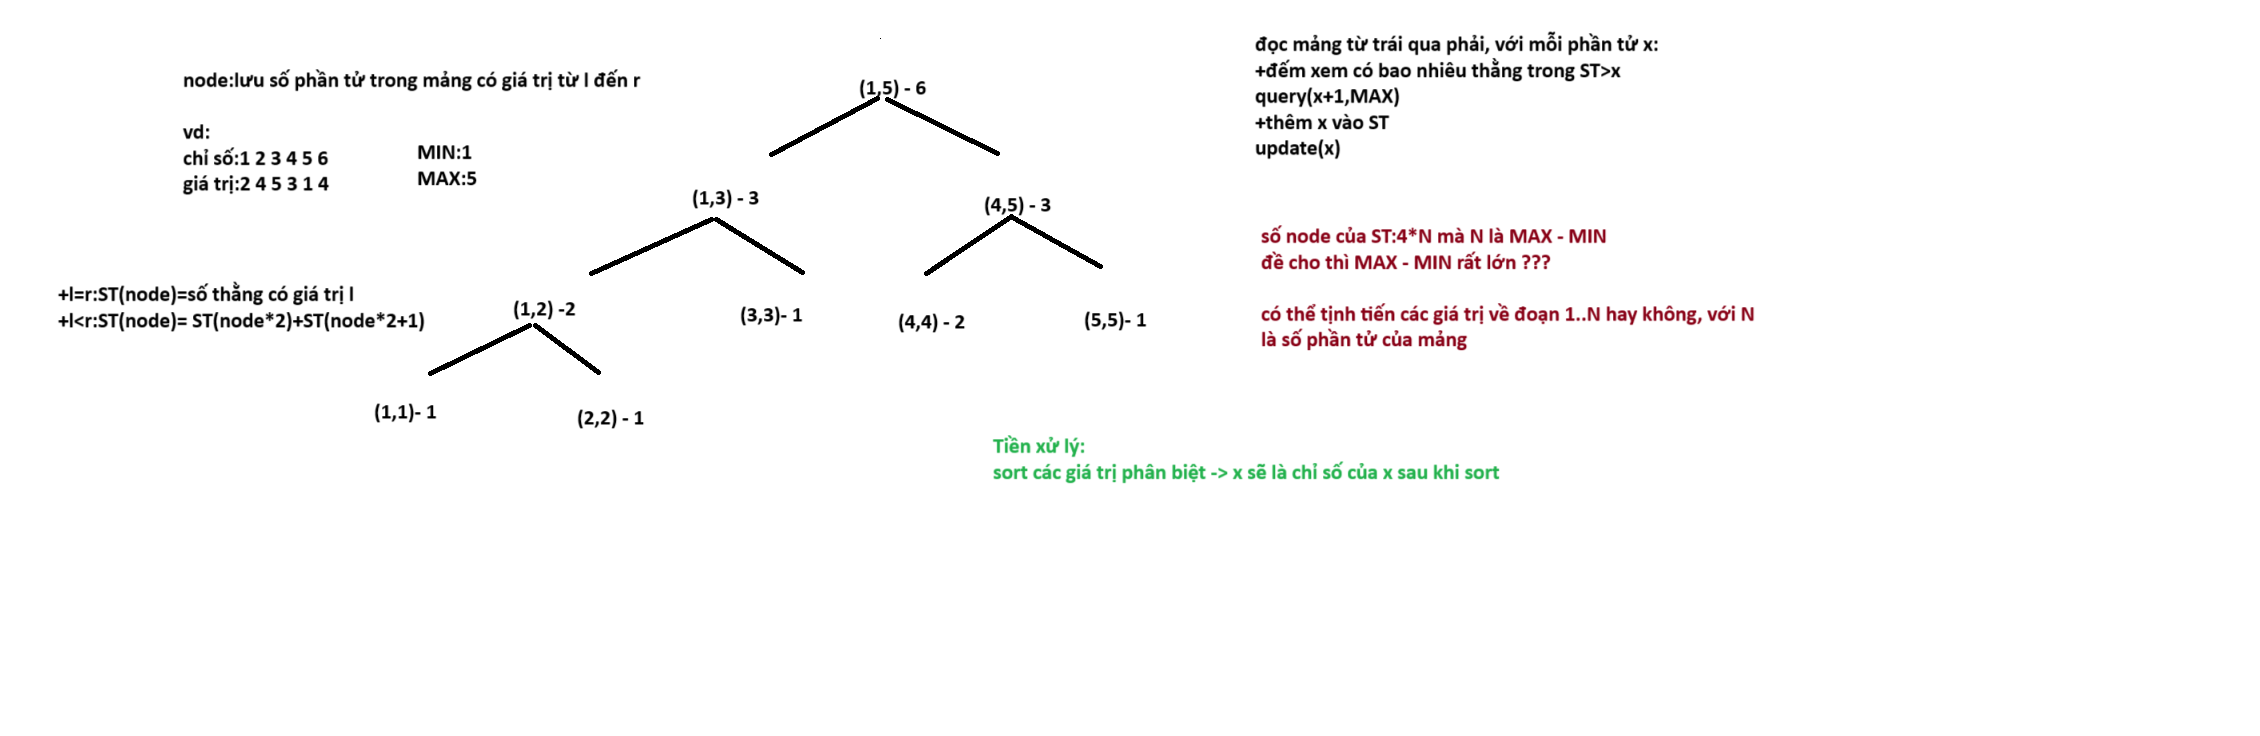 node:lưu số phần tử trong mảng có giá trị từ l đến r
vd:
chỉ số:1 2 3 4 5 6
giá trị:2 4 5 3 1 4
MIN:1
MAX:5
+l=r:ST(node)=số thằng có giá trị l
+l<r:ST(node)= ST(node*2)+ST(node*2+1)
(1,5) - 6
(1,3) - 3
(4,5) - 3
(1,2) -2
(3,3)- 1
(4,4) - 2
(5,5)- 1
(1,1)- 1
(2,2) - 1
đọc mảng từ trái qua phải, với mỗi phần tử x:
+đếm xem có bao nhiêu thằng trong ST>x
query(x+1,MAX)
+thêm x vào ST
update(x)
số node của ST:4*N mà N là MAX - MIN
đề cho thì MAX - MIN rất lớn ???
có thể tịnh tiến các giá trị về đoạn 1..N hay không, với N
là số phần tử của mảng
Tiền xử lý:
sort các giá trị phân biệt -> x sẽ là chỉ số của x sau khi sort